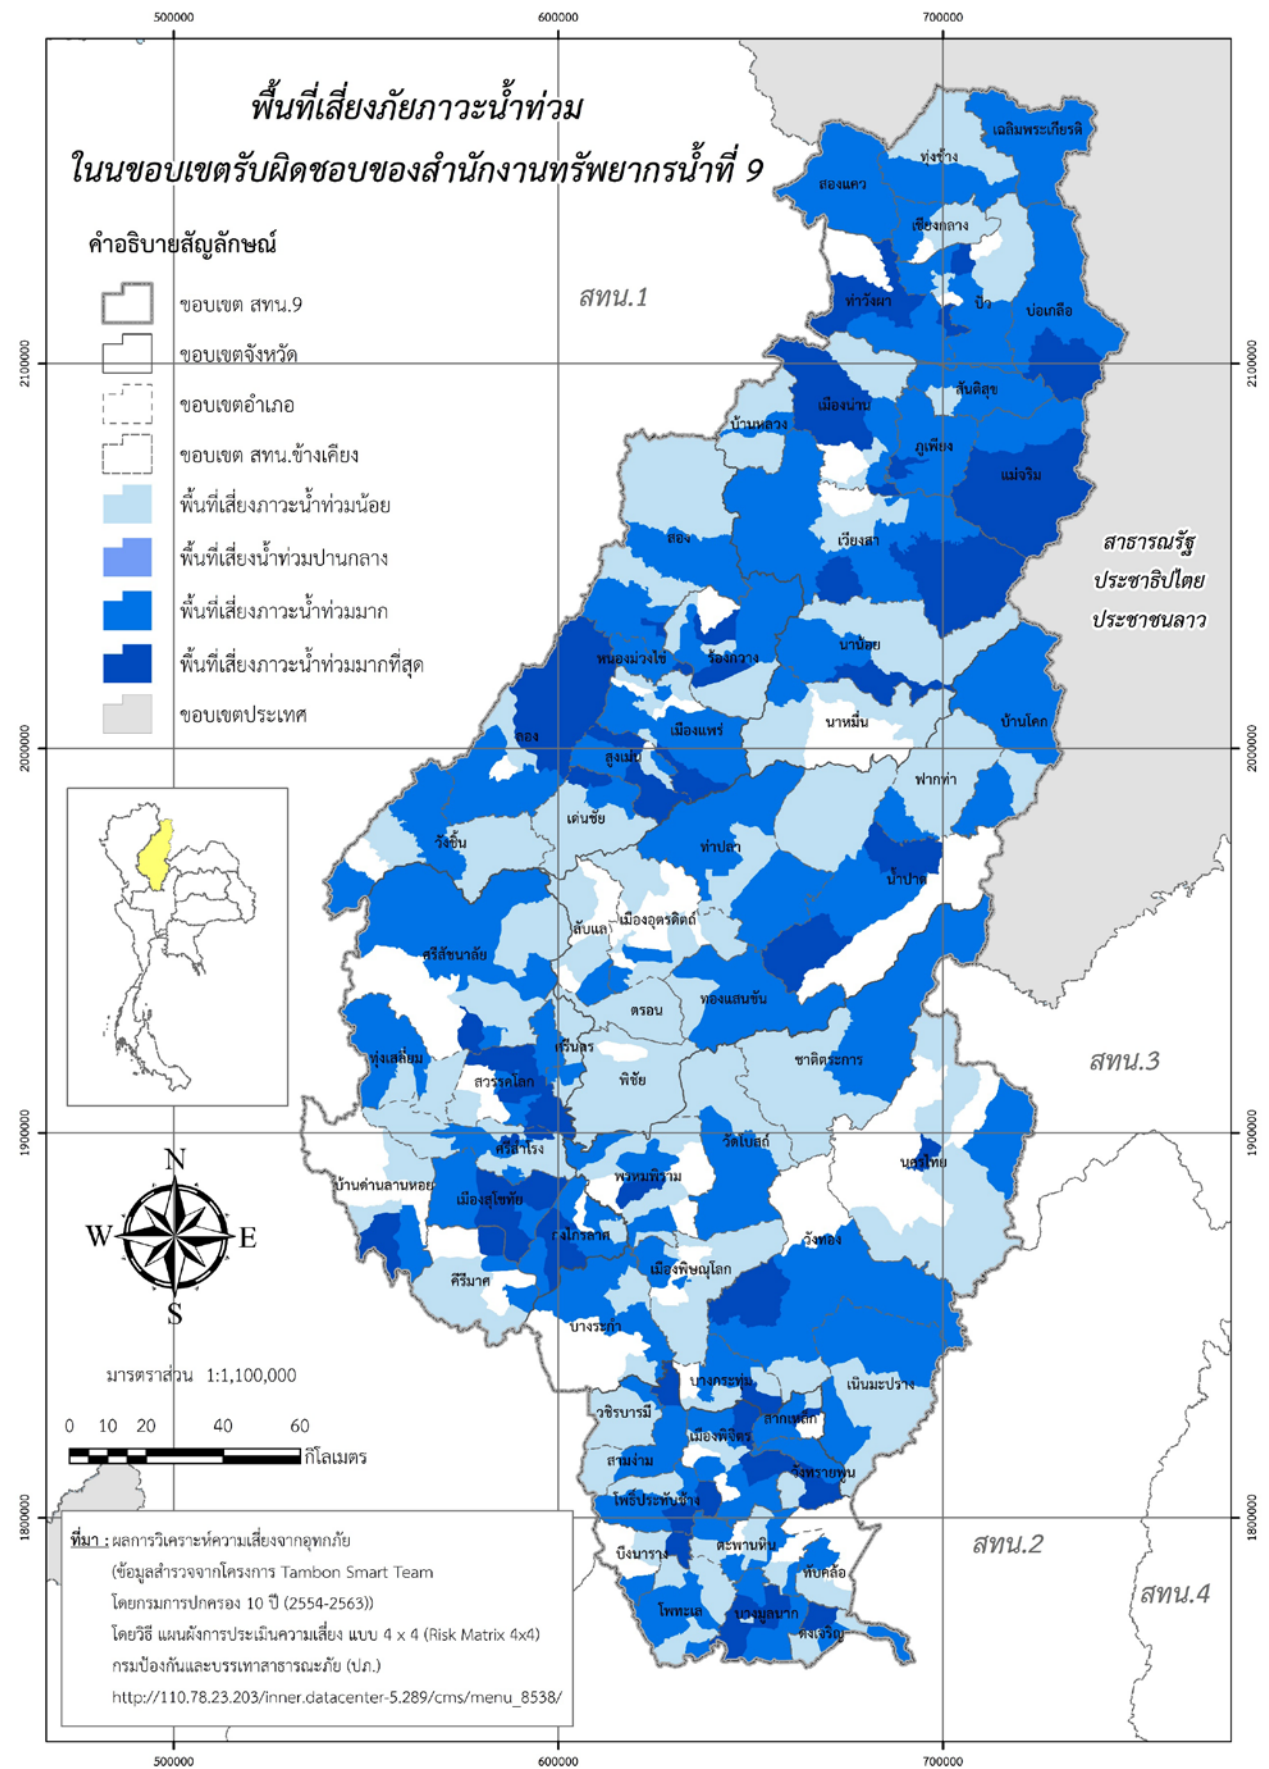 500000
600000
700000
พื้นที่เสี่ยงภัยภาวะน้ำท่วม
ในนขอบเขตรับผิดชอบของสำนักงานทรัพยากรน้ำที่ 9
คำอธิบายสัญลักษณ์
ขอบเขต สทน.9
ขอบเขตจังหวัด
ขอบเขตอำเภอ
ขอบเขต สทน.ข้างเคียง
พื้นที่เสี่ยงภาวะน้ำท่วมน้อย
พื้นที่เสี่ยงน้ำท่วมปานกลาง
พื้นที่เสี่ยงภาวะน้ำท่วมมาก
พื้นที่เสี่ยงภาวะน้ำท่วมมากที่สุด
ขอบเขตประเทศ
สทน.1
เฉลิมพระเกียรติ
ทุ่งช้าง
สองแคว
เชียงกลาง
ท่าวังผา
ปัว
บ่อเกลือ
2100000
2100000
สันติสุข
เมืองน่าน
บ้านหลวง
ภูเพียง
แม่จริม
สอง
เวียงสา
สาธารณรัฐ
ประชาธิปไตย
ประชาชนลาว
นาน้อย
หนองม่วงไข่
ร้องกวาง
บ้านโคก
นาหมื่น
เมืองแพร่
ลอง
2000000
2000000
สูงเม่น
ฟากท่า
เด่นชัย
วังชิ้น
ท่าปลา
น้ำปาด
เมืองอุตรดิตถ์
ลับแล
ศรีสัชนาลัย
ทองแสนขัน
ตรอน
ศรีนคร
ทุ่งเสลี่ยม
ชาติตระการ
สทน.3
สวรรคโลก
พิชัย
1900000
1900000
วัดโบสถ์
ศรีสำโรง
นครไทย
พรหมพิราม
บ้านด่านลานหอย
เมืองสุโขทัย
กงไกรลาศ
วังทอง
เมืองพิษณุโลก
คีรีมาศ
บางระกำ
N
W
E
S
มารตราส่วน 1:1,100,000
0 10 20 40 60
กิโลเมตร
บางกระทุ่ม
เนินมะปราง
วชิรบารมี
สากเหล็ก
เมืองพิจิตร
สามง่าม
วังทรายพูน
โพธิ์ประทับช้าง
1800000
1800000
ตะพานหิน
บึงนาราง
ทับคล้อ
สทน.2
สทน.4
โพทะเล
บางมูลนาก
ดงเจริญ
ที่มา : ผลการวิเคราะห์ความเสี่ยงจากอุทกภัย
(ข้อมูลสำรวจจากโครงการ Tambon Smart Team
โดยกรมการปกครอง 10 ปี (2554-2563))
โดยวิธี แผนผังการประเมินความเสี่ยง แบบ 4 x 4 (Risk Matrix 4x4)
กรมป้องกันและบรรเทาสาธารณะภัย (ปภ.)
http://110.78.23.203/inner.datacenter-5.289/cms/menu_8538/
500000
600000
700000